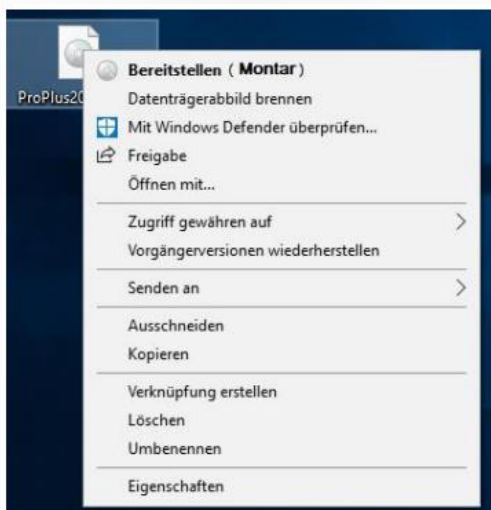 Bereitstellen ( Montar )
ProPlus20
Datenträgerabbild brennen
Mit Windows Defender überprüfen...
Freigabe
Öffnen mit...
Zugriff gewähren auf
Vorgängerversionen wiederherstellen
Senden an
Ausschneiden
Kopieren
Verknüpfung erstellen
Löschen
Umbenennen
Eigenschaften